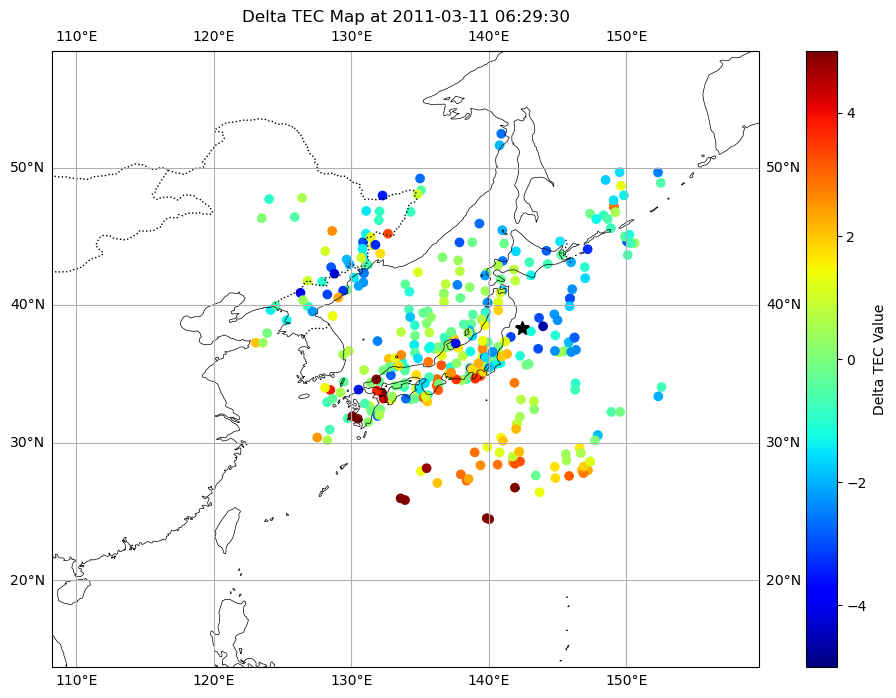 Delta TEC Map at 2011-03-11 06:29:30
110°E 120°E 130°E 140°E 150°E
50°N 50°N
40°N 40°N
30°N 30°N
20°N 20°N
110°E 120°E 130°E 140°E 150°E
4
2
0
−2
−4
Delta TEC Value